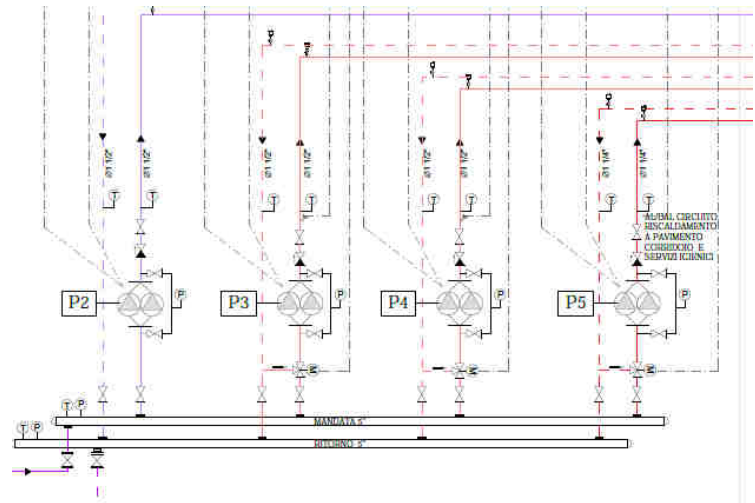 Ø1 1/2"
Ø1 1/2"
Ø1 1/2"
Ø1 1/2"
Ø1 1/2"
Ø1 1/2"
Ø1 1/4"
Ø1 1/4"
T
T
T
T
T
T
T
T
AL/DAL CIRCUITO
RISCALDAMENTO
A PAVIMENTO
CORRIDOIO E
SERVIZI IGIENICI
P2
P
P3
P
P4
P
P5
P
M
M
M
T P
MANDATA 5"
T P
RITORNO 5"